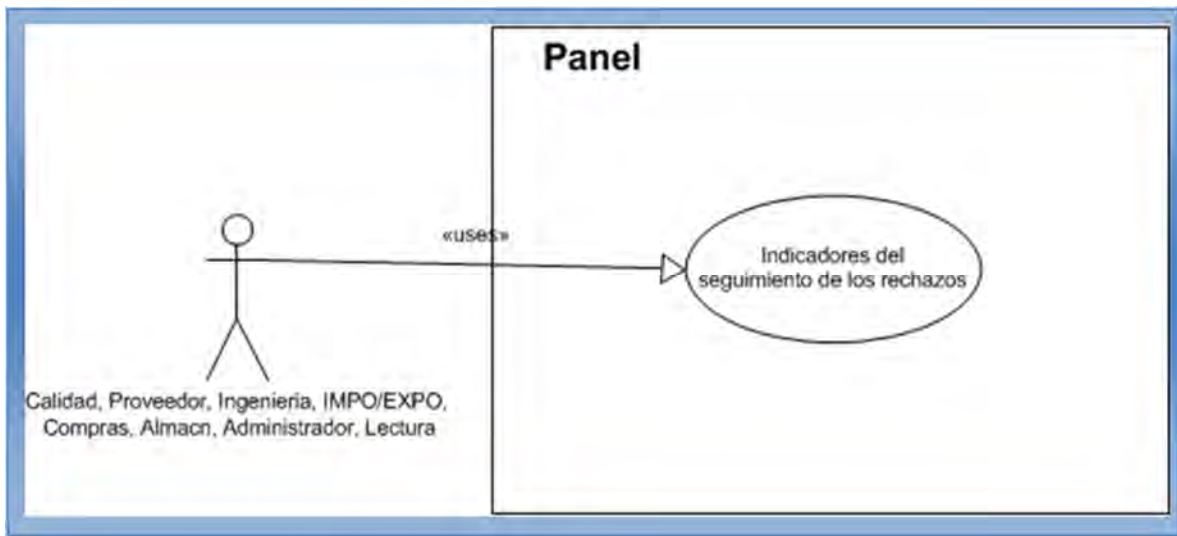 Panel
«uses»
Indicadores del
seguimiento de los rechazos
Calidad, Proveedor, Ingenieria, IMPO/EXPO,
Compras, Almacn, Administrador, Lectura